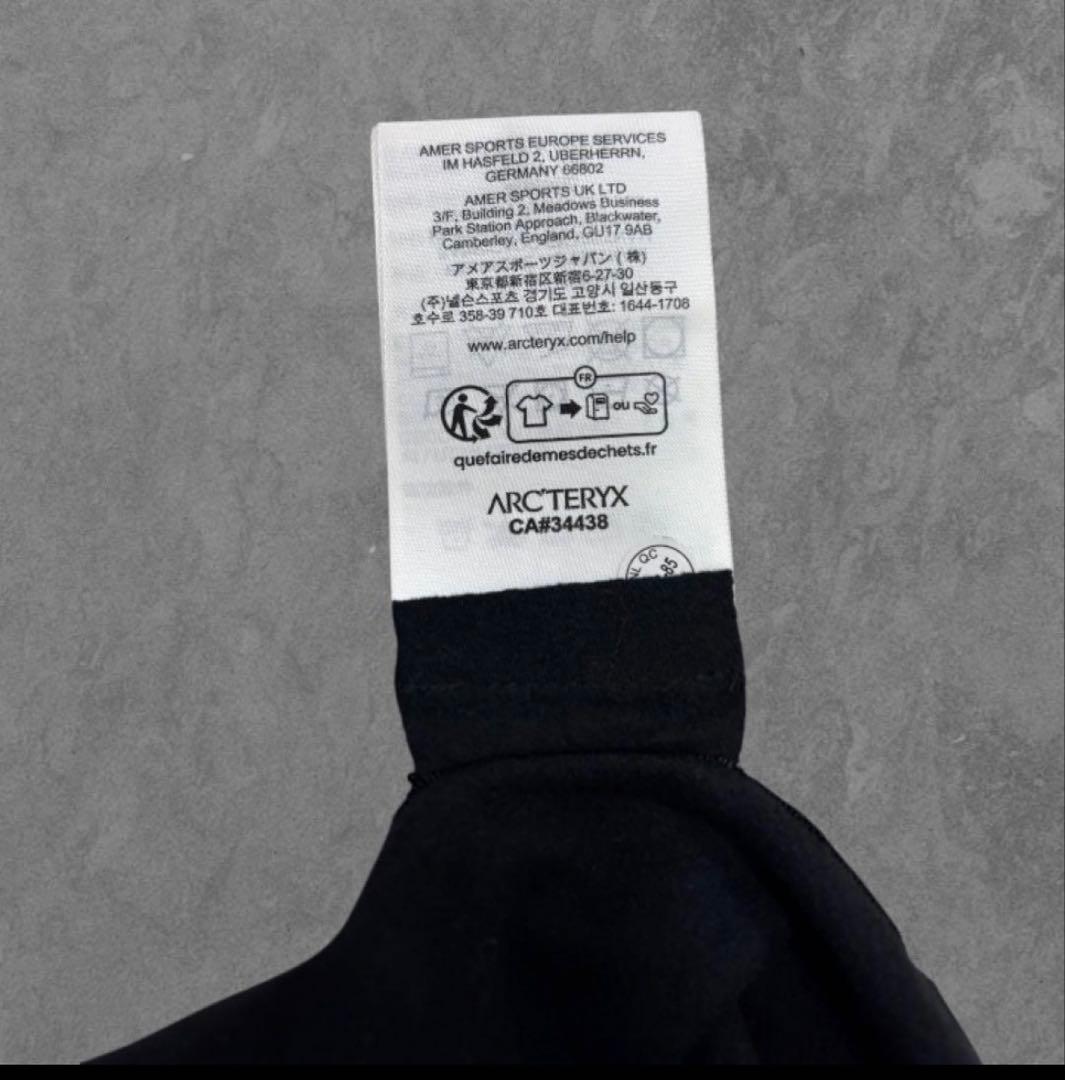 AMER SPORTS EUROPE SERVICES
IM HASFELD 2, UBERHERRN,
GERMANY 66802
AMER SPORTS UK LTD
3/F, Building 2, Meadows Business
Park Station Approach, Blackwater,
Camberley, England, GU17 9AB
アメアスポーツジャパン(株)
東京都新宿区新宿6-27-30
(주)넬슨스포츠 경기도 고양시 일산동구
호수로 358-39 710호 대표번호: 1644-1708
www.arcteryx.com/help
FR
ou
quefairedemesdechets.fr
ARC'TERYX
CA#34438
QC